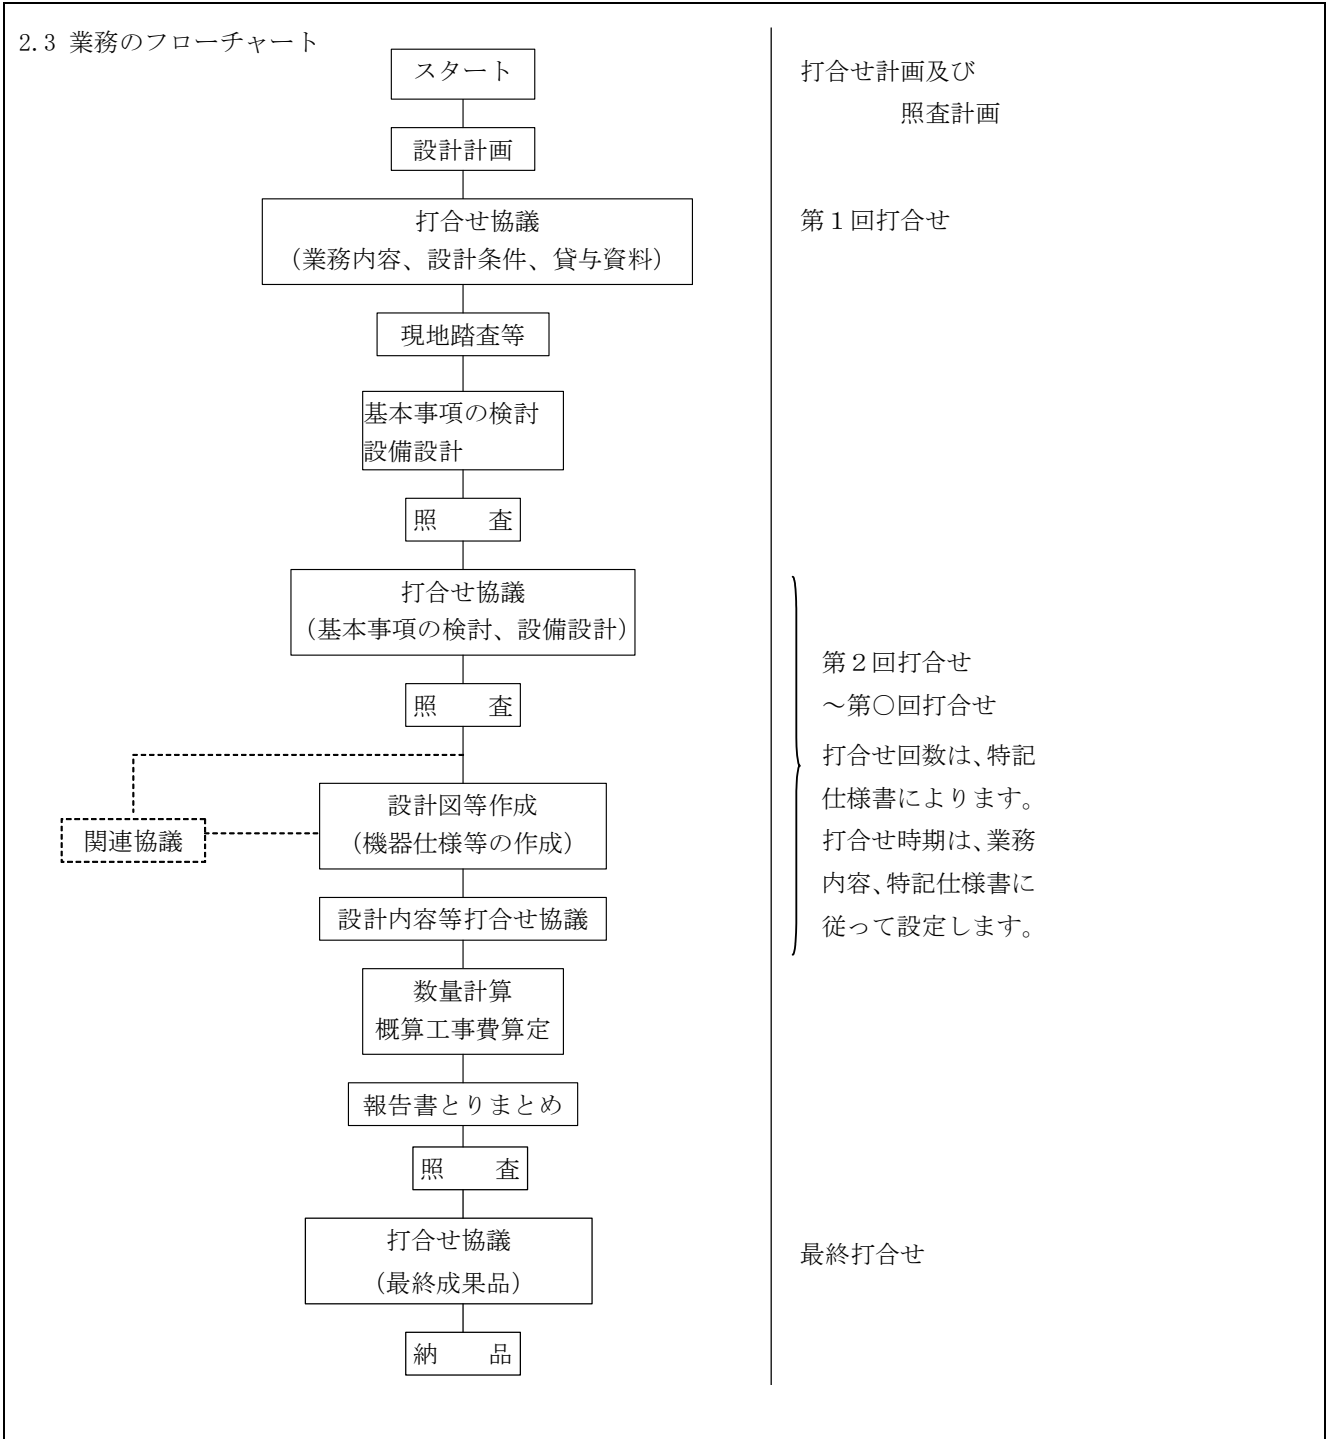 2.3 業務のフローチャート
スタート
打合せ計画及び
照査計画
設計計画
打合せ協議
(業務内容、設計条件、貸与資料)
第1回打合せ
現地踏査等
基本事項の検討
設備設計
照　　査
打合せ協議
(基本事項の検討、設備設計)
照　　査
第2回打合せ
～第○回打合せ
打合せ回数は、特記
仕様書によります。
打合せ時期は、業務
内容、特記仕様書に
従って設定します。
関連協議
設計図等作成
(機器仕様等の作成)
設計内容等打合せ協議
数量計算
概算工事費算定
報告書とりまとめ
照　　査
打合せ協議
(最終成果品)
最終打合せ
納　　品